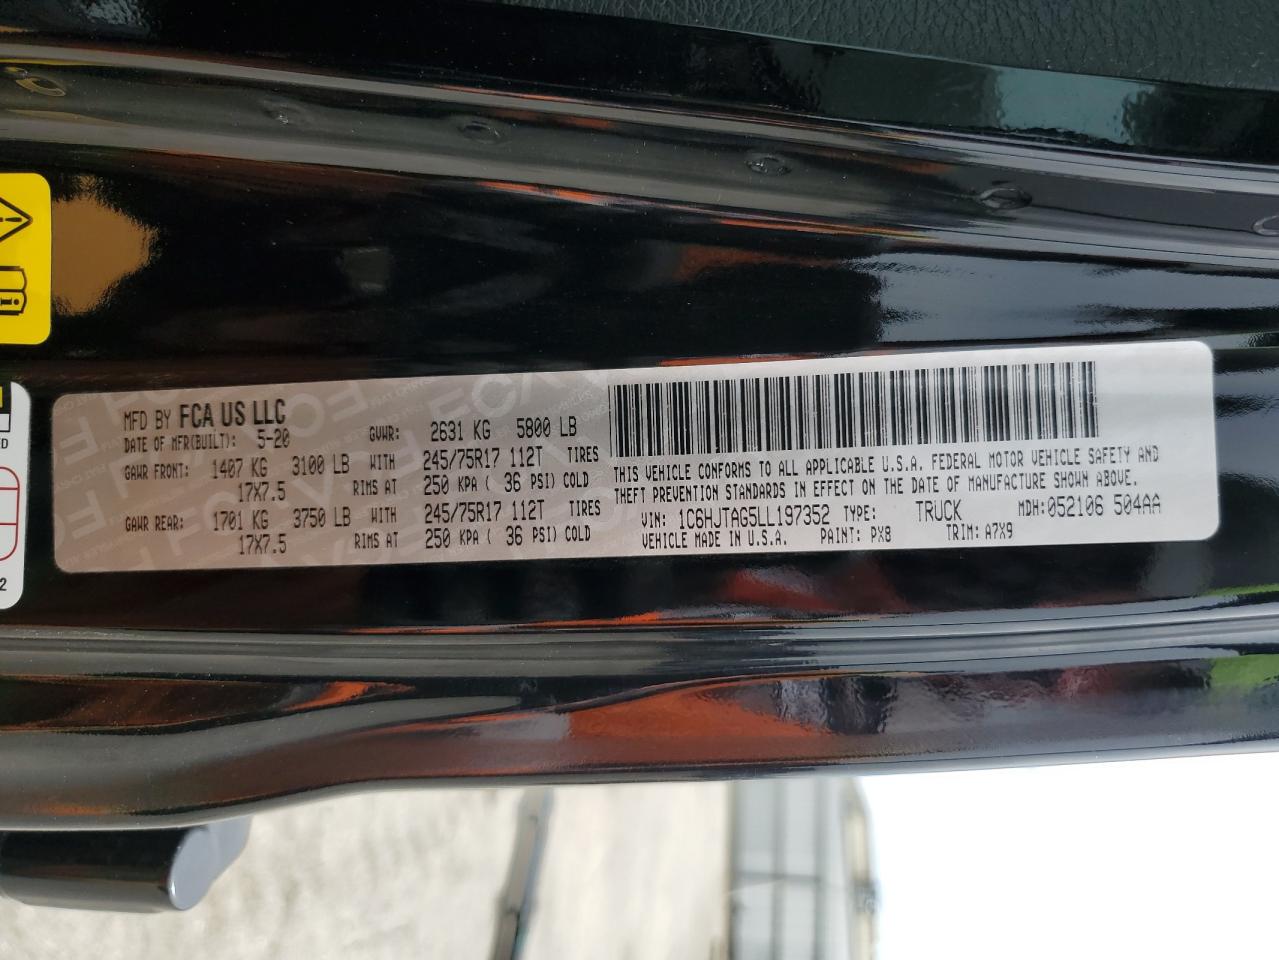 MFD BY FCA US LLC
DATE OF MFR(BUILT): 5-20 GVWR: 2631 KG 5800 LB
GAWR FRONT: 1407 KG 3100 LB WITH 245/75R17 112T TIRES
17X7.5 RIMS AT 250 KPA ( 36 PSI) COLD
GAWR REAR: 1701 KG 3750 LB WITH 245/75R17 112T TIRES
17X7.5 RIMS AT 250 KPA ( 36 PSI) COLD
THIS VEHICLE CONFORMS TO ALL APPLICABLE U.S.A. FEDERAL MOTOR VEHICLE SAFETY AND
THEFT PREVENTION STANDARDS IN EFFECT ON THE DATE OF MANUFACTURE SHOWN ABOVE.
VIN: 1C6HJTAG5LL197352 TYPE: TRUCK MDH:052106 504AA
VEHICLE MADE IN U.S.A. PAINT: PX8 TRIM: A7X9